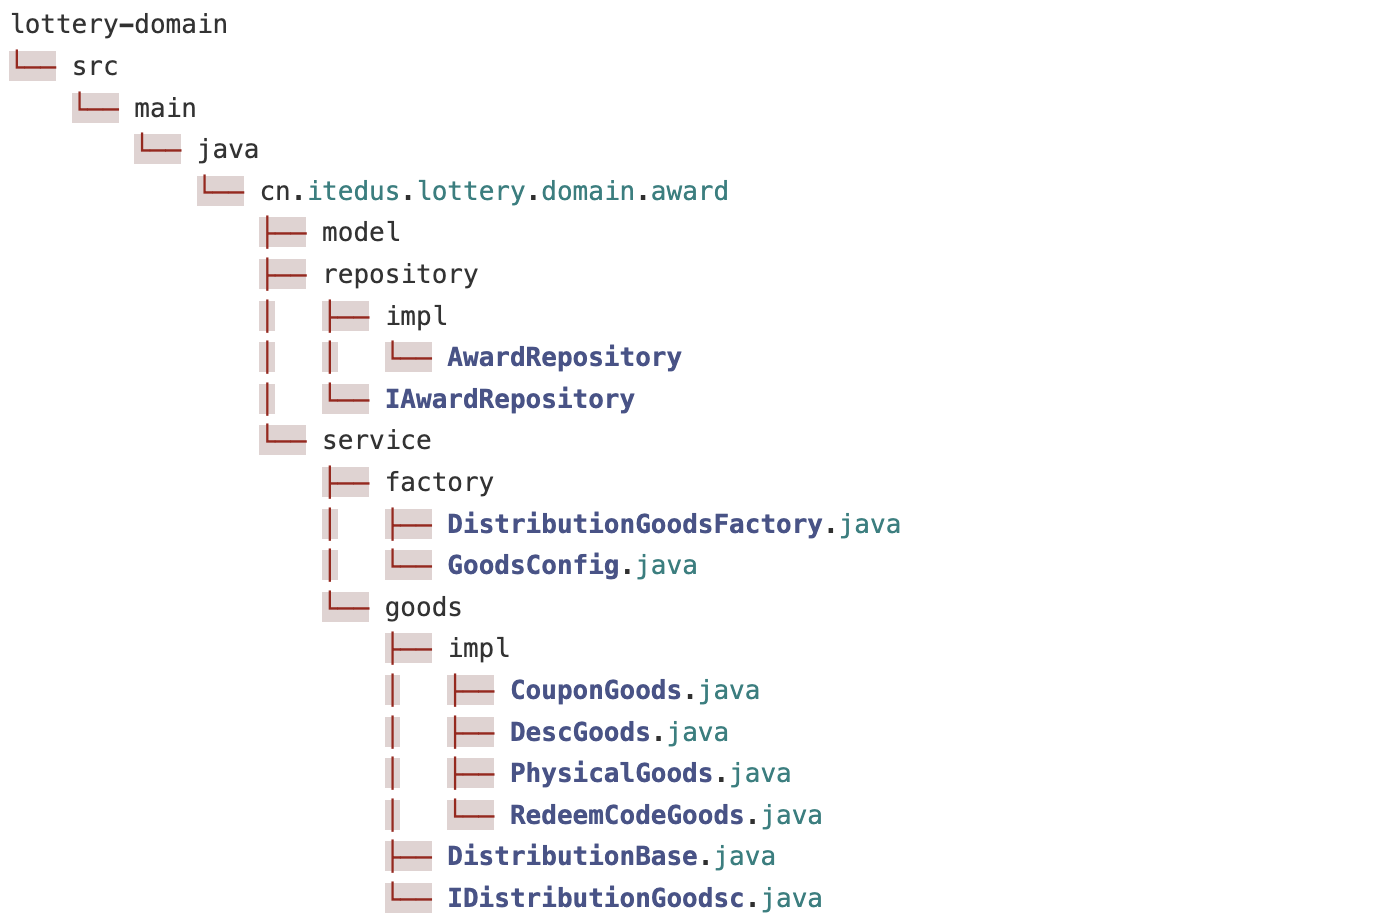 lottery-domain
└── src
    └── main
        └── java
            └── cn.itedus.lottery.domain.award
                ├── model
                ├── repository
                │   ├── impl
                │   │   └── AwardRepository
                │   └── IAwardRepository
                └── service
                    ├── factory
                    │   ├── DistributionGoodsFactory.java
                    │   └── GoodsConfig.java
                    └── goods
                        ├── impl
                        │   ├── CouponGoods.java
                        │   ├── DescGoods.java
                        │   ├── PhysicalGoods.java
                        │   └── RedeemCodeGoods.java
                        ├── DistributionBase.java
                        └── IDistributionGoodsc.java